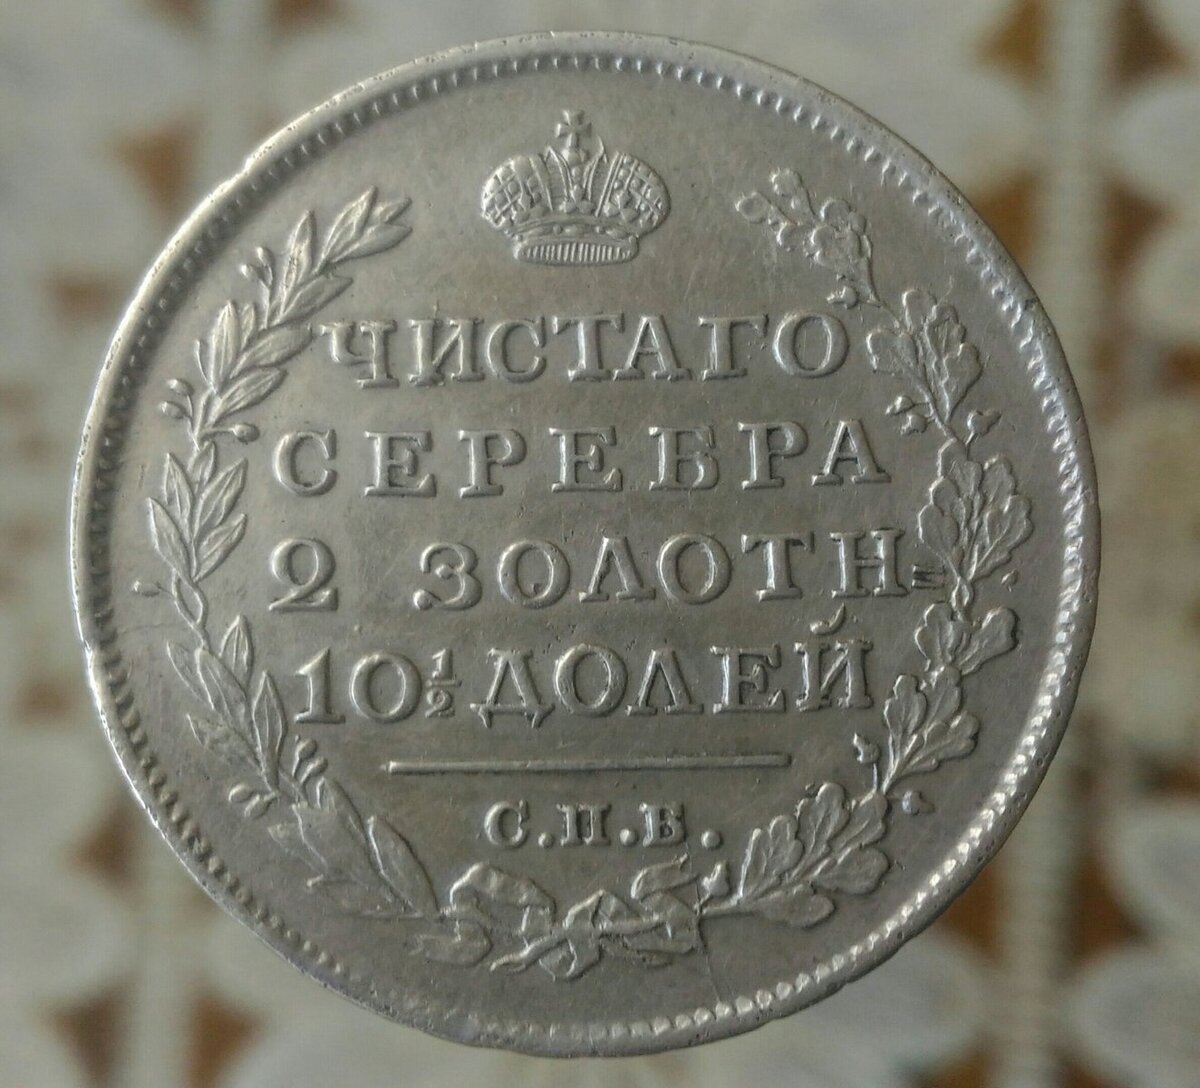 ЧИСТАГО
СЕРЕБРА
2 ЗОЛОТН
10½ ДОЛЕЙ
С.П.Б.